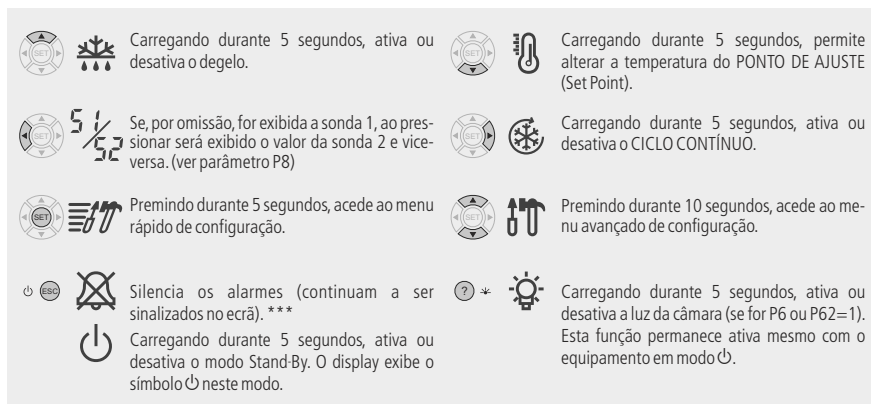 SET
Carregando durante 5 segundos, ativa ou
desativa o degelo.
SET
Carregando durante 5 segundos, permite
alterar a temperatura do PONTO DE AJUSTE
(Set Point).
SET
S1/S2
Se, por omissão, for exibida a sonda 1, ao pres-
sionar será exibido o valor da sonda 2 e vice-
versa. (ver parâmetro P8)
SET
Carregando durante 5 segundos, ativa ou
desativa o CICLO CONTÍNUO.
SET
Premindo durante 5 segundos, acede ao menu
rápido de configuração.
SET
Premindo durante 10 segundos, acede ao me-
nu avançado de configuração.
ESC
Silencia os alarmes (continuam a ser
sinalizados no ecrã). ***
Carregando durante 5 segundos, ativa ou
desativa o modo Stand-By. O display exibe o
símbolo ⏻ neste modo.
?
Carregando durante 5 segundos, ativa ou
desativa a luz da câmara (se for P6 ou P62=1).
Esta função permanece ativa mesmo com o
equipamento em modo ⏻.